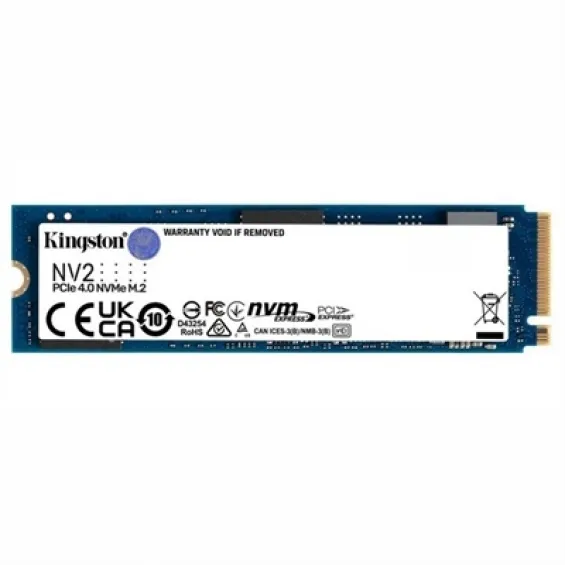 WARRANTY VOID IF REMOVED
Kingston
NV2
PCIe 4.0 NVMe M.2
CE UK CA 10 FC nvm EXPRESS PCI EXPRESS
D43254
RoHS
CAN ICES-3(B)/NMB-3(B)